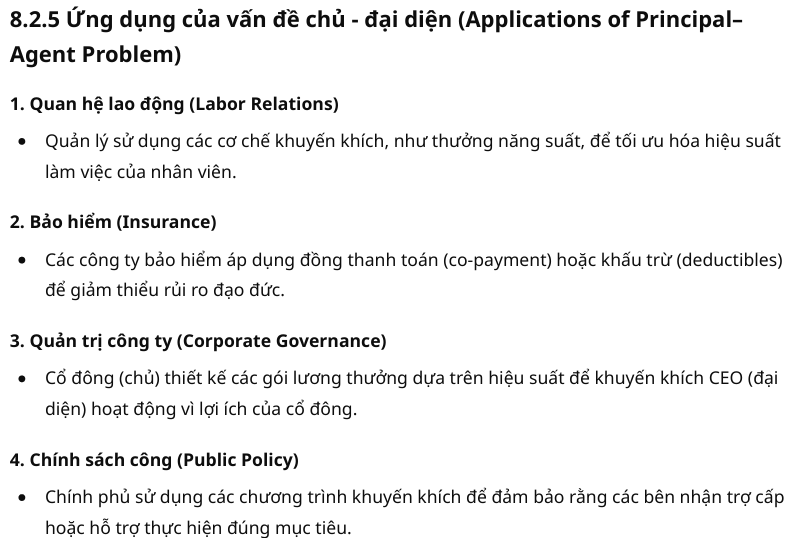 8.2.5 Ứng dụng của vấn đề chủ - đại diện (Applications of Principal–
Agent Problem)
1. Quan hệ lao động (Labor Relations)
• Quản lý sử dụng các cơ chế khuyến khích, như thưởng năng suất, để tối ưu hóa hiệu suất
làm việc của nhân viên.
2. Bảo hiểm (Insurance)
• Các công ty bảo hiểm áp dụng đồng thanh toán (co-payment) hoặc khấu trừ (deductibles)
để giảm thiểu rủi ro đạo đức.
3. Quản trị công ty (Corporate Governance)
• Cổ đông (chủ) thiết kế các gói lương thưởng dựa trên hiệu suất để khuyến khích CEO (đại
diện) hoạt động vì lợi ích của cổ đông.
4. Chính sách công (Public Policy)
• Chính phủ sử dụng các chương trình khuyến khích để đảm bảo rằng các bên nhận trợ cấp
hoặc hỗ trợ thực hiện đúng mục tiêu.